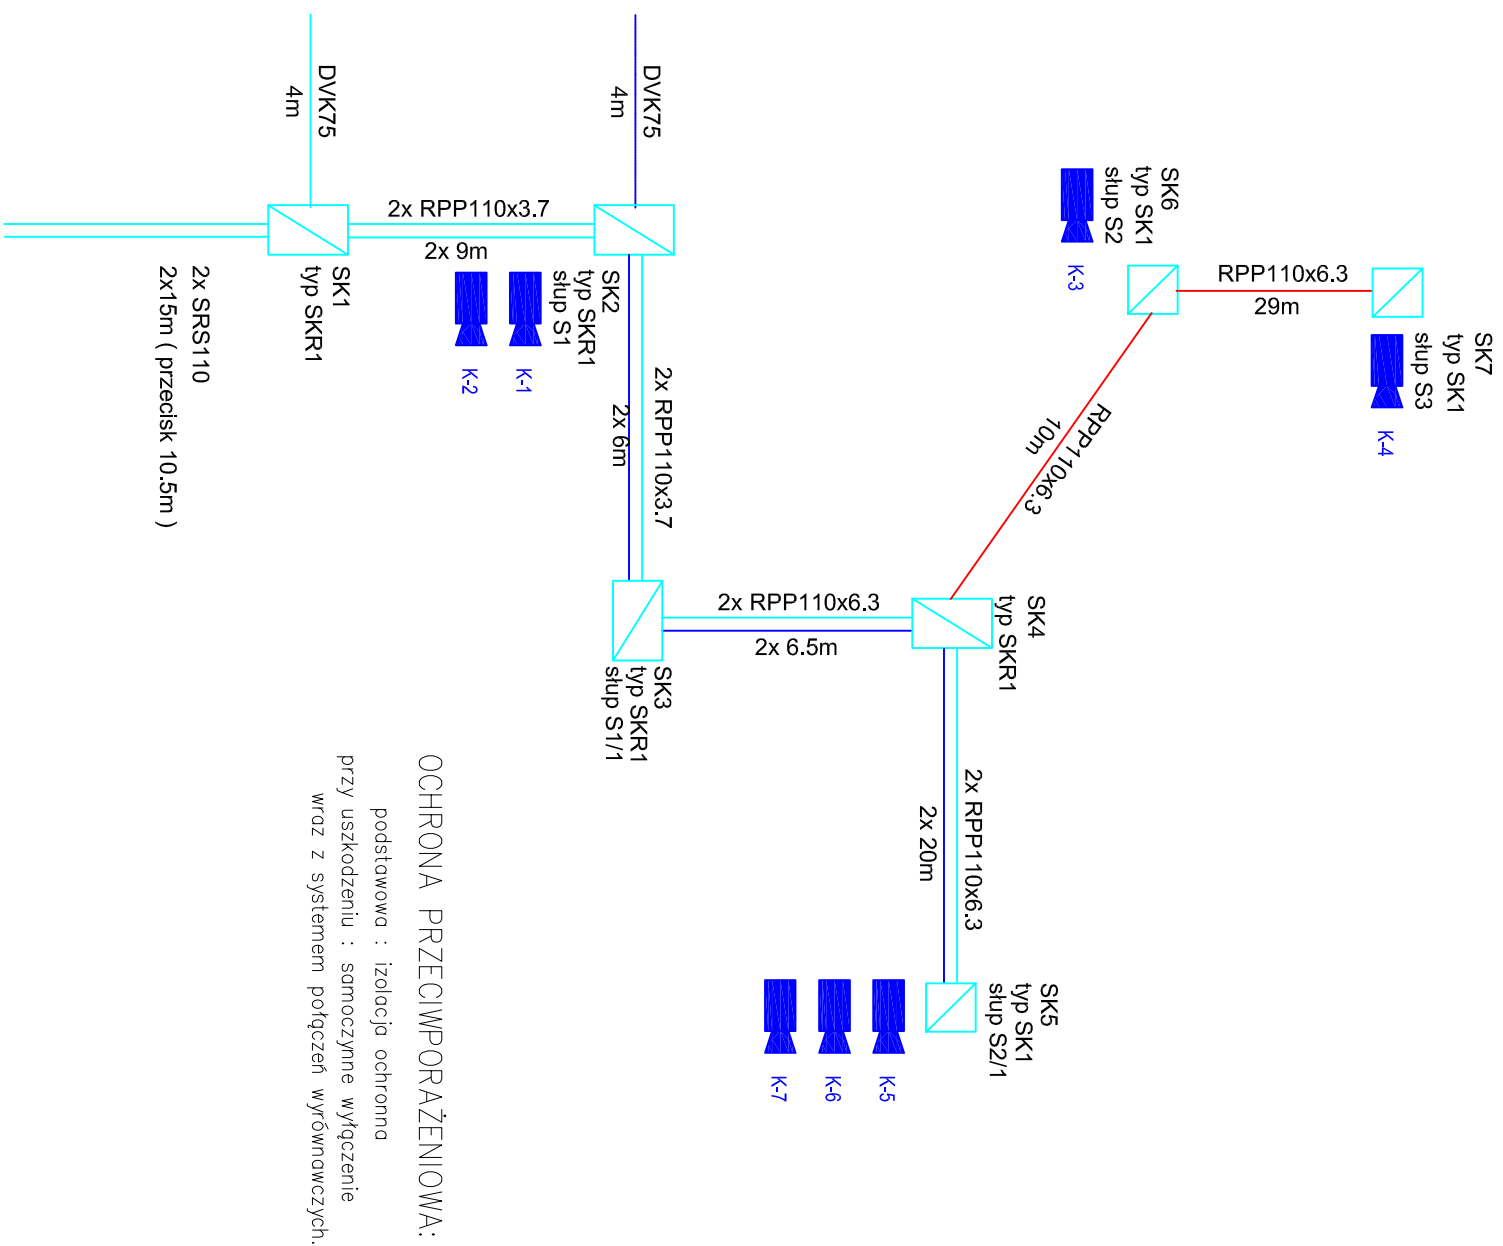 DVK75
4m
DVK75
4m
2x RPP110x3.7
2x 9m
SK1
typ SKR1
2x SRS110
2x15m ( przecisk 10.5m )
SK2
typ SKR1
słup S1
K-1
K-2
2x RPP110x3.7
2x 6m
SK3
typ SKR1
słup S1/1
2x RPP110x6.3
2x 6.5m
SK4
typ SKR1
RPP110x6.3
10m
SK6
typ SK1
słup S2
K-3
RPP110x6.3
29m
SK7
typ SK1
słup S3
K-4
2x RPP110x6.3
2x 20m
SK5
typ SK1
słup S2/1
K-5
K-6
K-7
OCHRONA PRZECIWPORAŻENIOWA:
podstawowa : izolacja ochronna
przy uszkodzeniu : samoczynne wyłączenie
wraz z systemem połączeń wyrównawczych.